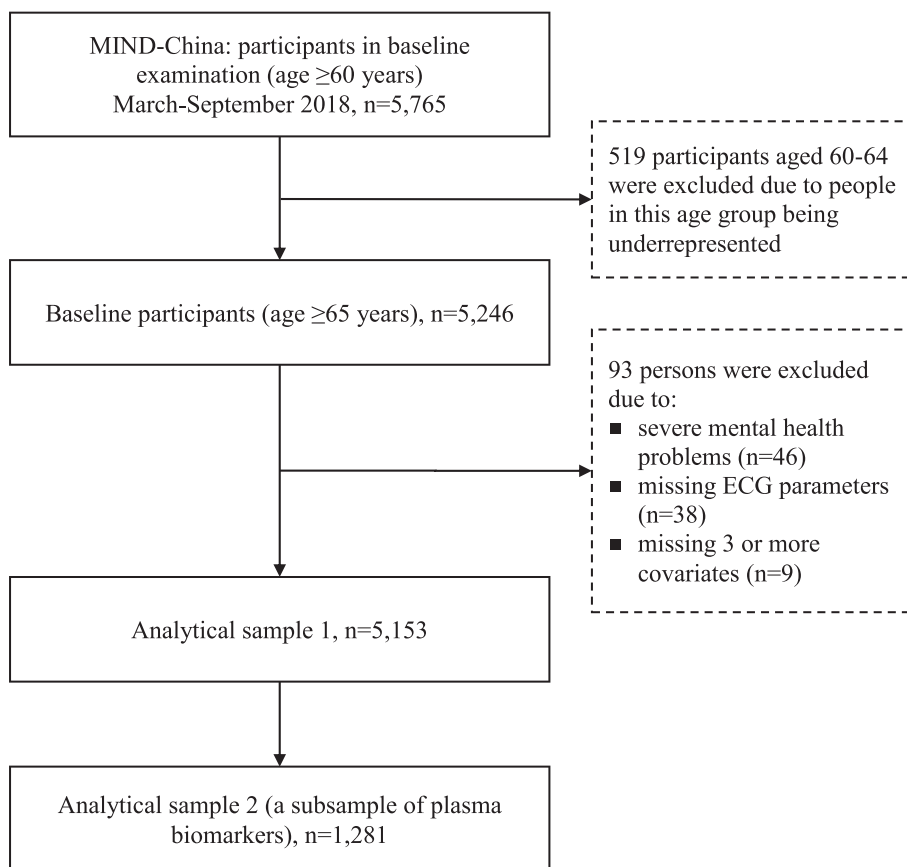 MIND-China: participants in baseline
examination (age ≥60 years)
March-September 2018, n=5,765
519 participants aged 60-64
were excluded due to people
in this age group being
underrepresented
Baseline participants (age ≥65 years), n=5,246
93 persons were excluded
due to:
■ severe mental health
problems (n=46)
■ missing ECG parameters
(n=38)
■ missing 3 or more
covariates (n=9)
Analytical sample 1, n=5,153
Analytical sample 2 (a subsample of plasma
biomarkers), n=1,281